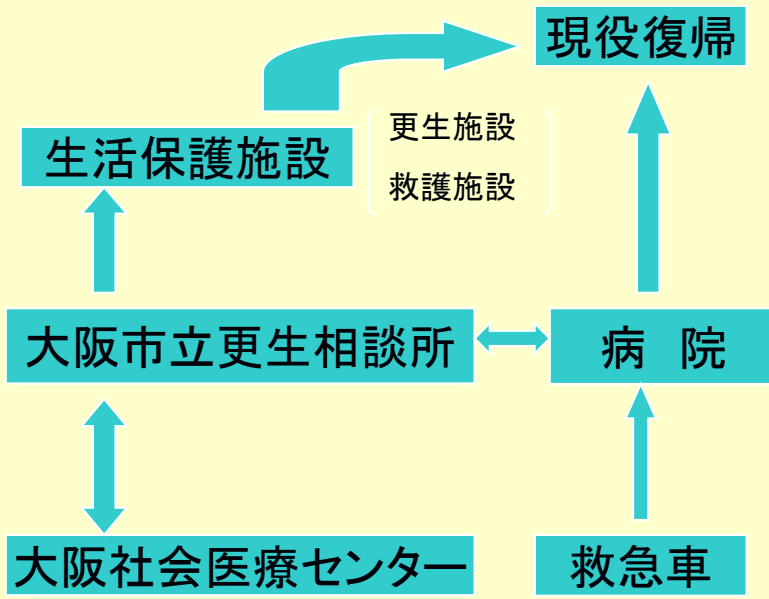 現役復帰
生活保護施設
更生施設
救護施設
大阪市立更生相談所
病 院
大阪社会医療センター
救急車